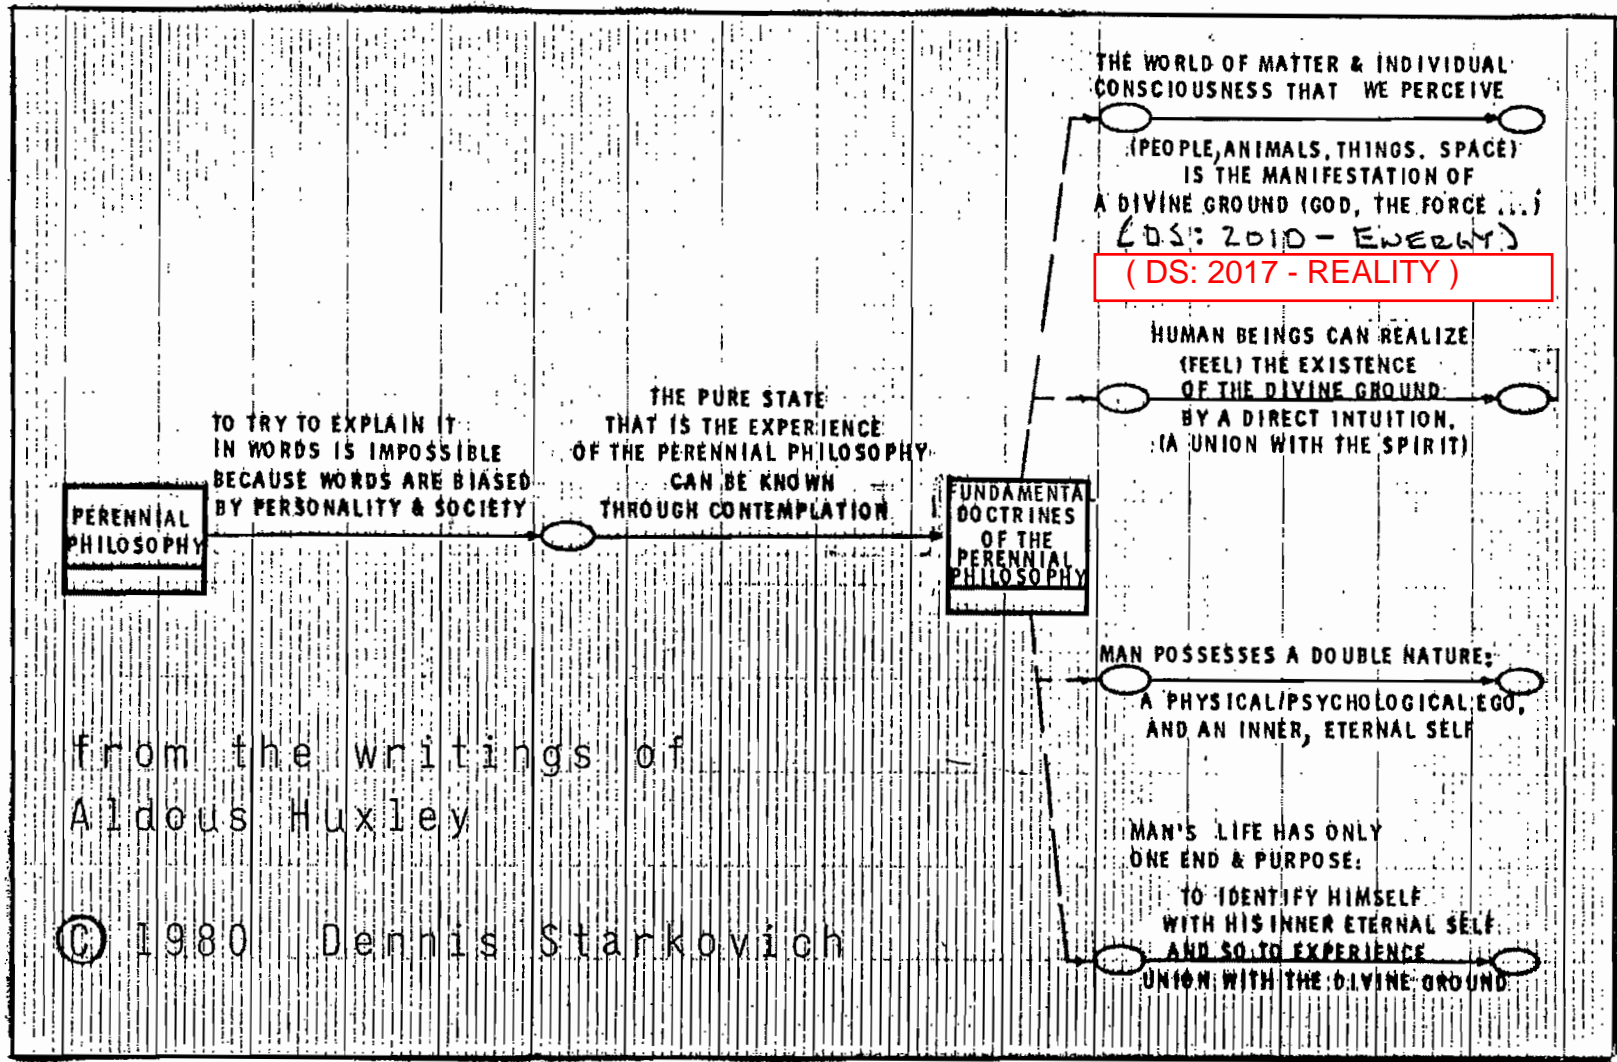 THE WORLD OF MATTER & INDIVIDUAL
CONSCIOUSNESS THAT WE PERCEIVE
(PEOPLE, ANIMALS, THINGS. SPACE)
IS THE MANIFESTATION OF
A DIVINE GROUND (GOD, THE FORCE ...)
(DS: 2010 - ENERGY)
( DS: 2017 - REALITY )
HUMAN BEINGS CAN REALIZE
(FEEL) THE EXISTENCE
OF THE DIVINE GROUND
BY A DIRECT INTUITION.
(A UNION WITH THE SPIRIT)
TO TRY TO EXPLAIN IT
IN WORDS IS IMPOSSIBLE
BECAUSE WORDS ARE BIASED
BY PERSONALITY & SOCIETY
THE PURE STATE
THAT IS THE EXPERIENCE
OF THE PERENNIAL PHILOSOPHY
CAN BE KNOWN
THROUGH CONTEMPLATION
PERENNIAL
PHILOSOPHY
FUNDAMENTAL
DOCTRINES
OF THE
PERENNIAL
PHILOSOPHY
MAN POSSESSES A DOUBLE NATURE:
A PHYSICAL/PSYCHOLOGICAL EGO,
AND AN INNER, ETERNAL SELF
MAN'S LIFE HAS ONLY
ONE END & PURPOSE:
TO IDENTIFY HIMSELF
WITH HIS INNER ETERNAL SELF
AND SO TO EXPERIENCE
UNION WITH THE DIVINE GROUND
from the writings of
Aldous Huxley
© 1980 Dennis Starkovich